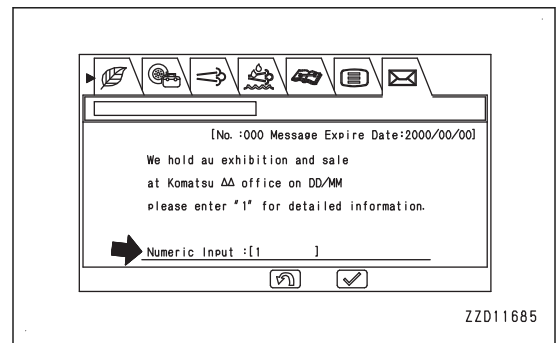 [No. :000 Message Expire Date:2000/00/00]
We hold au exhibition and sale
at Komatsu ΔΔ office on DD/MM
please enter "1" for detailed information.
Numeric Input :[1 ]
ZZD11685